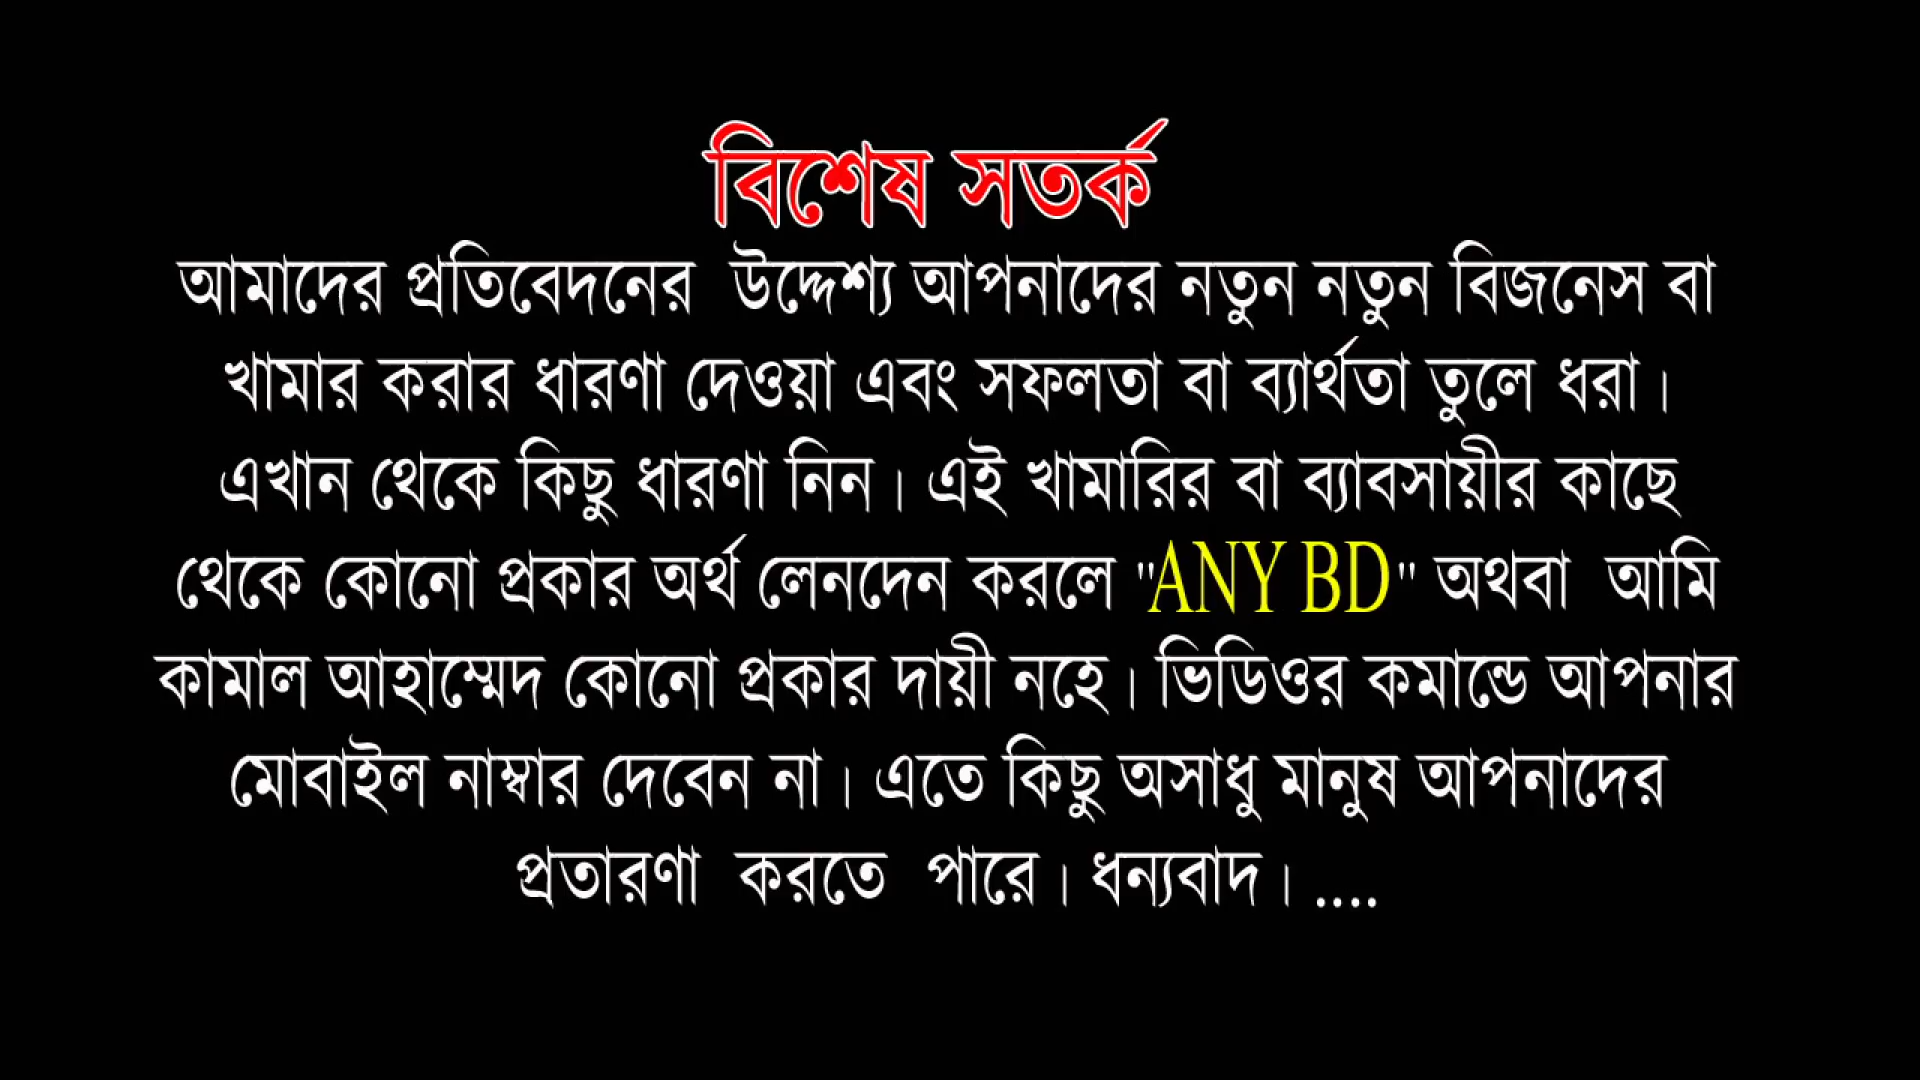 বিশেষ সতর্ক
আমাদের প্রতিবেদনের উদ্দেশ্য আপনাদের নতুন নতুন বিজনেস বা
খামার করার ধারণা দেওয়া এবং সফলতা বা ব্যার্থতা তুলে ধরা।
এখান থেকে কিছু ধারণা নিন। এই খামারির বা ব্যাবসায়ীর কাছে
থেকে কোনো প্রকার অর্থ লেনদেন করলে "ANY BD" অথবা আমি
কামাল আহাম্মেদ কোনো প্রকার দায়ী নহে। ভিডিওর কমান্ডে আপনার
মোবাইল নাম্বার দেবেন না। এতে কিছু অসাধু মানুষ আপনাদের
প্রতারণা করতে পারে। ধন্যবাদ। ....